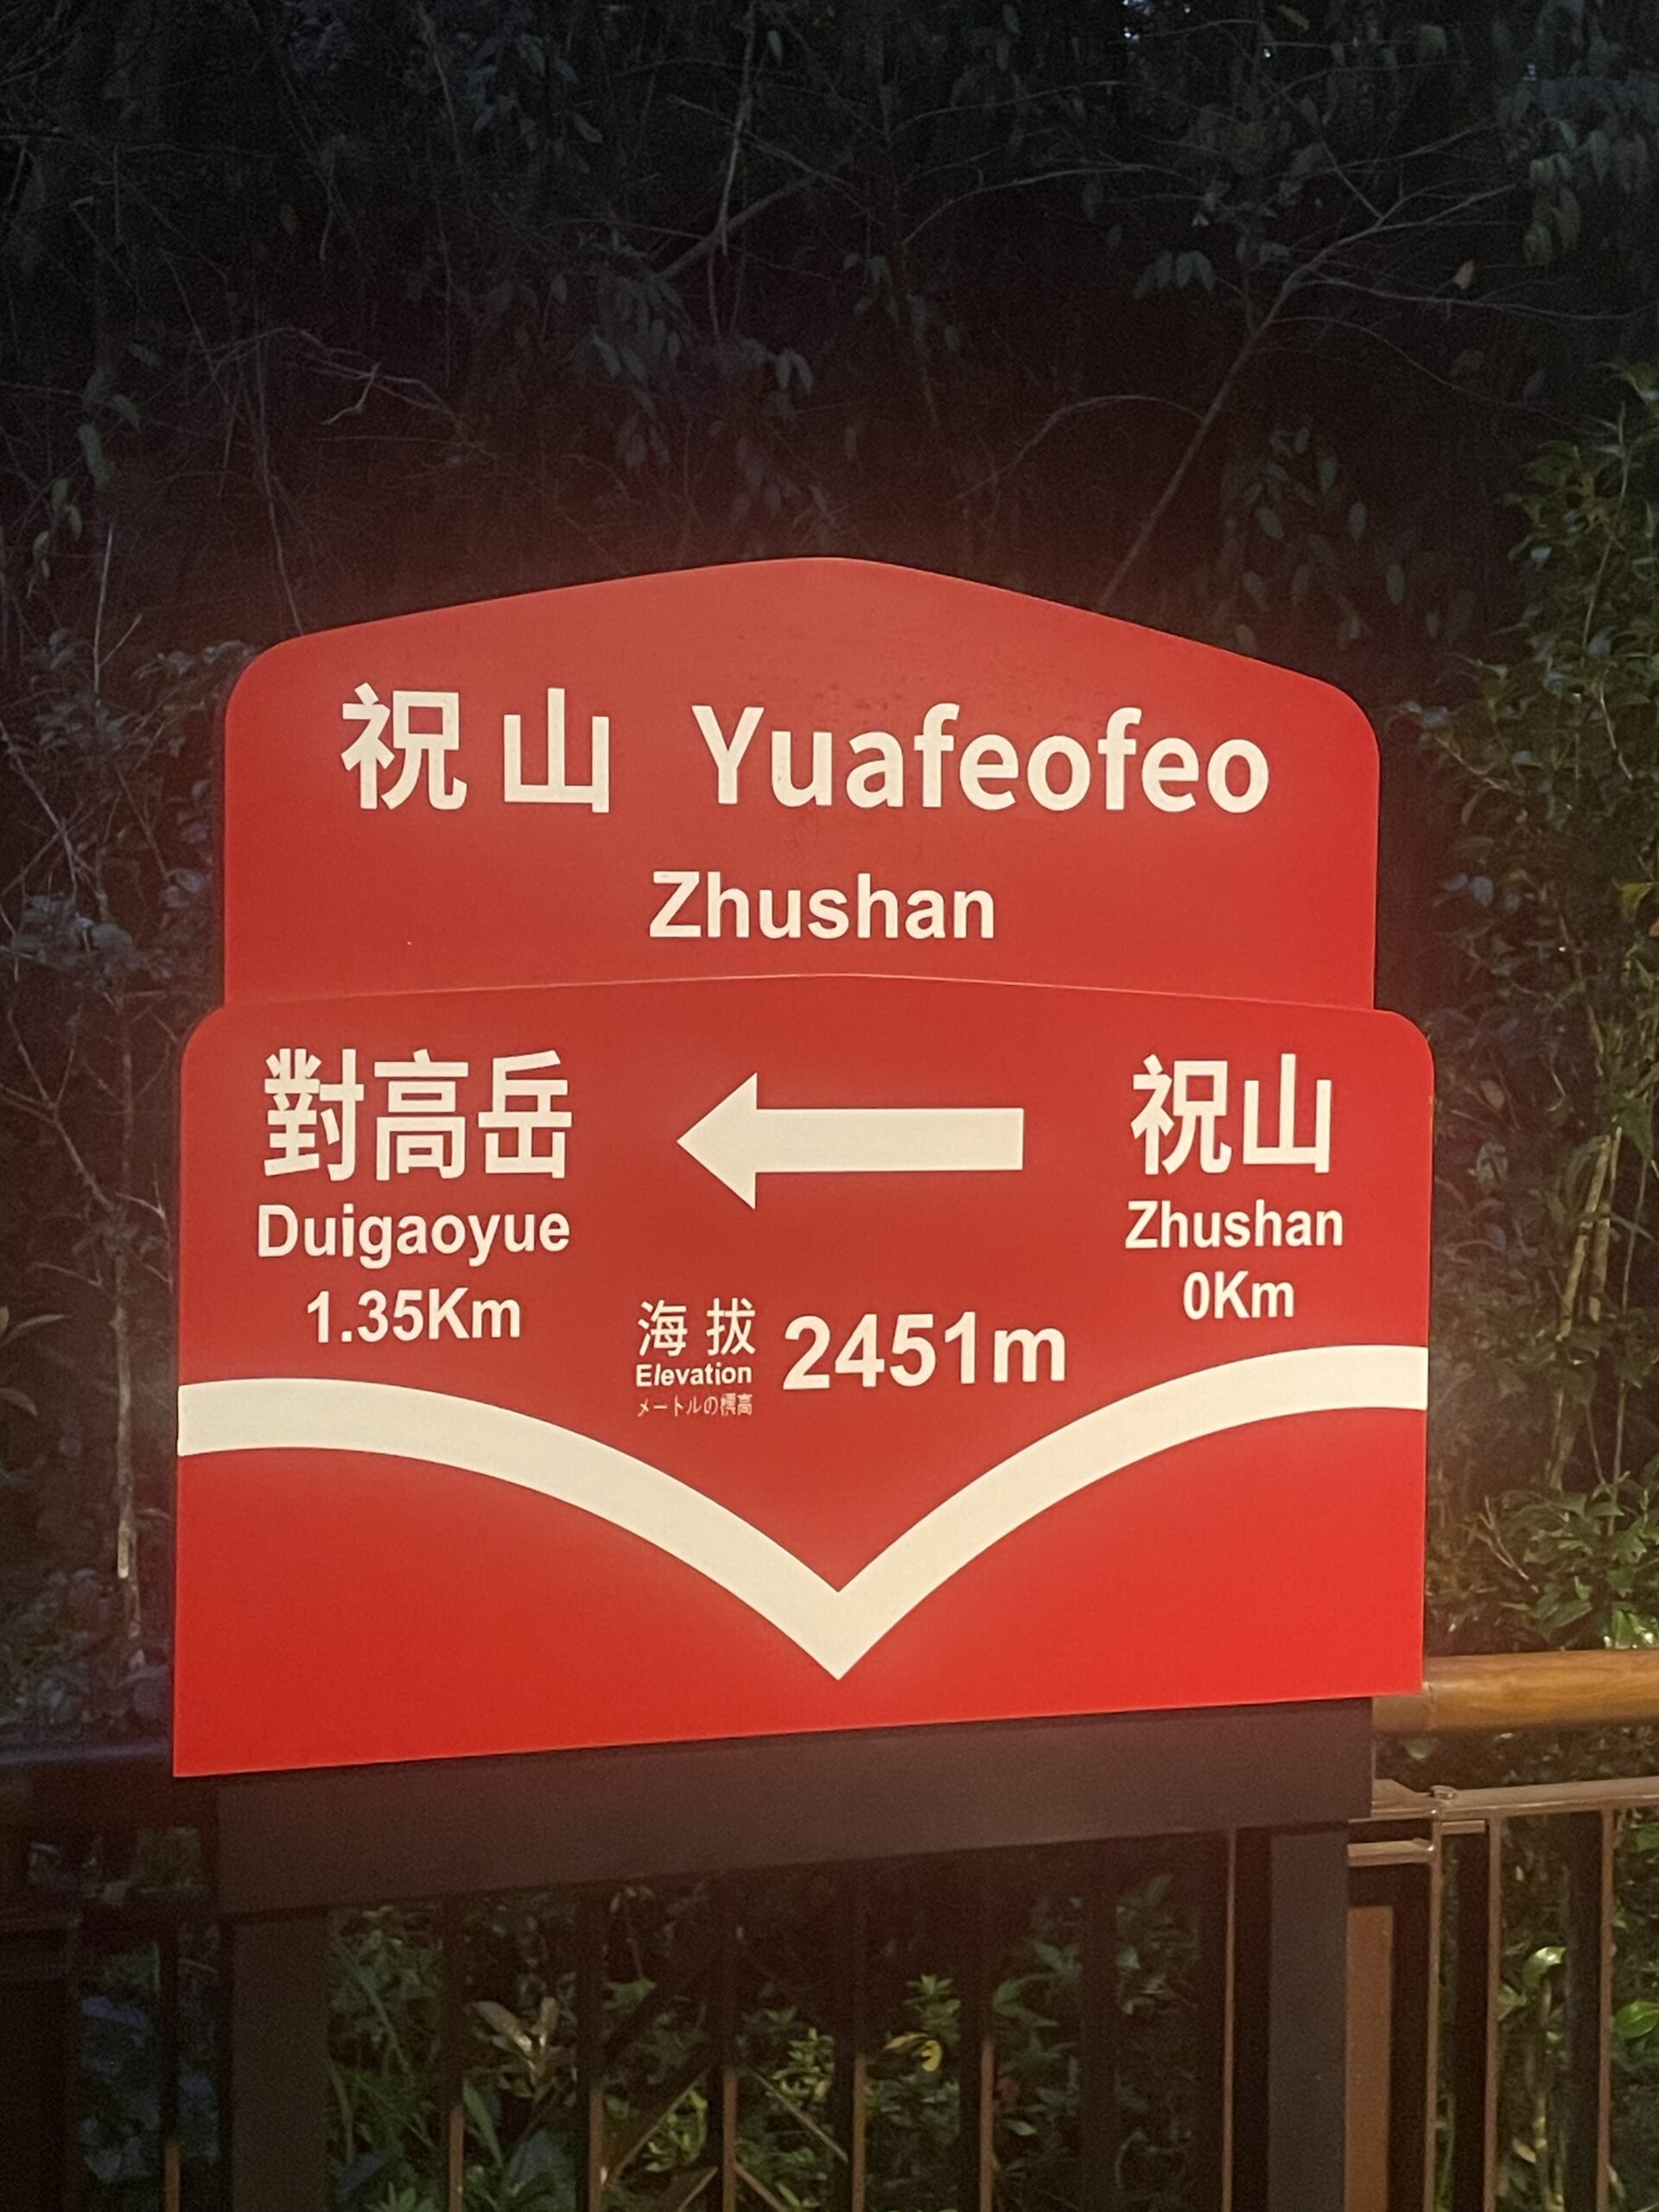 祝山 Yuafeofeo
Zhushan
對高岳 祝山
Duigaoyue Zhushan
1.35Km 0Km
海拔 2451m
Elevation
メートルの標高